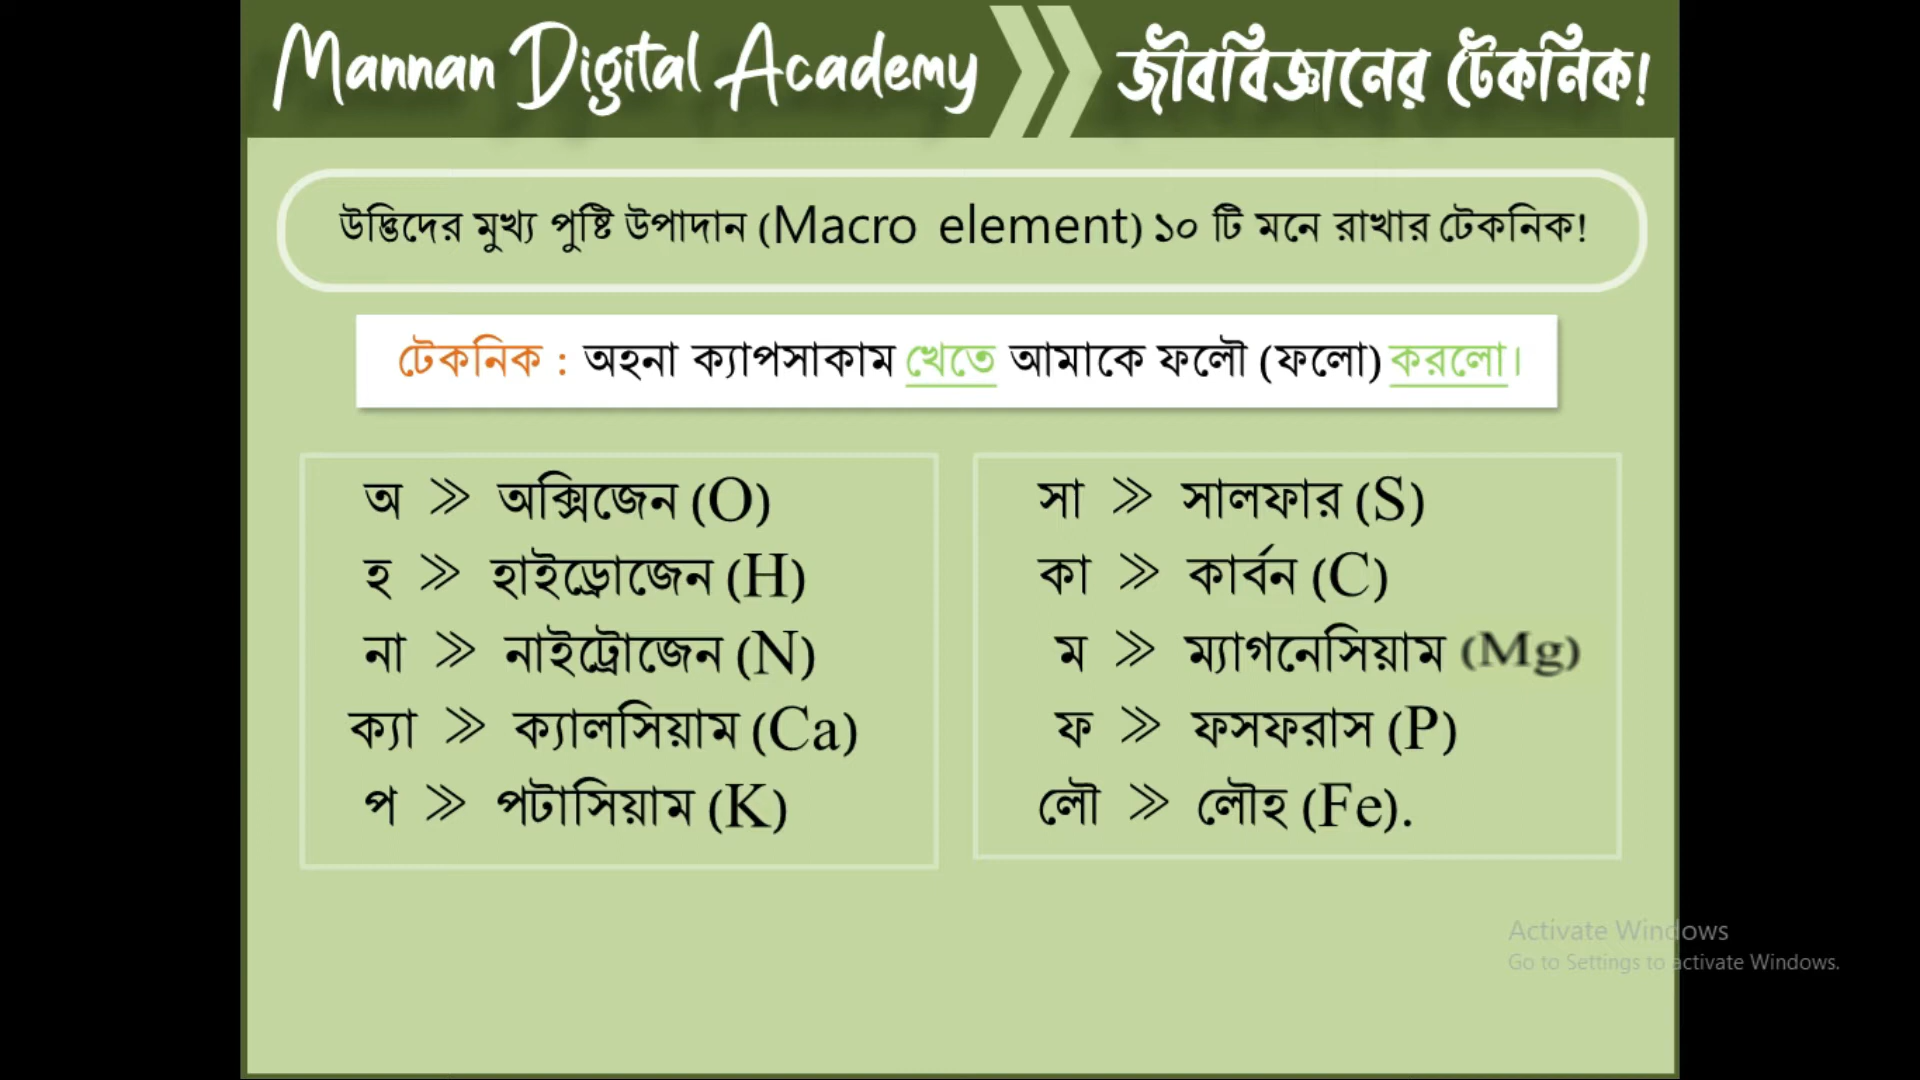 Mannan Digital Academy জীববিজ্ঞানের টেকনিক!
উদ্ভিদের মুখ্য পুষ্টি উপাদান (Macro element) ১০ টি মনে রাখার টেকনিক!
টেকনিক : অহনা ক্যাপসাকাম খেতে আমাকে ফলৌ (ফলো) করলো।
অ >> অক্সিজেন (O)
হ >> হাইড্রোজেন (H)
না >> নাইট্রোজেন (N)
ক্যা >> ক্যালসিয়াম (Ca)
প >> পটাসিয়াম (K)
সা >> সালফার (S)
কা >> কার্বন (C)
ম >> ম্যাগনেসিয়াম (Mg)
ফ >> ফসফরাস (P)
লৌ >> লৌহ (Fe).
Activate Windows
Go to Settings to activate Windows.